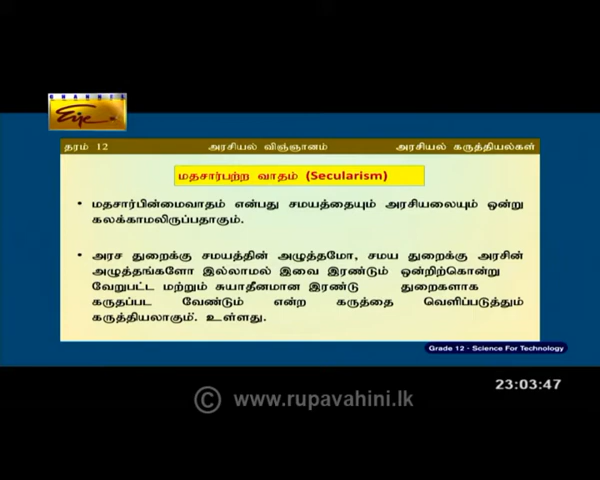 CHANNEL
Eye
தரம் 12 அரசியல் விஞ்ஞானம் அரசியல் கருத்தியல்கள்
மதசார்பற்ற வாதம் (Secularism)
• மதசார்பின்மைவாதம் என்பது சமயத்தையும் அரசியலையும் ஒன்று
கலக்காமலிருப்பதாகும்.
• அரச துறைக்கு சமயத்தின் அழுத்தமோ, சமய துறைக்கு அரசின்
அழுத்தங்களோ இல்லாமல் இவை இரண்டும் ஒன்றிற்கொன்று
வேறுபட்ட மற்றும் சுயாதீனமான இரண்டு துறைகளாக
கருதப்பட வேண்டும் என்ற கருத்தை வெளிப்படுத்தும்
கருத்தியலாகும். உள்ளது.
Grade 12 - Science For Technology
23:03:47
© www.rupavahini.lk